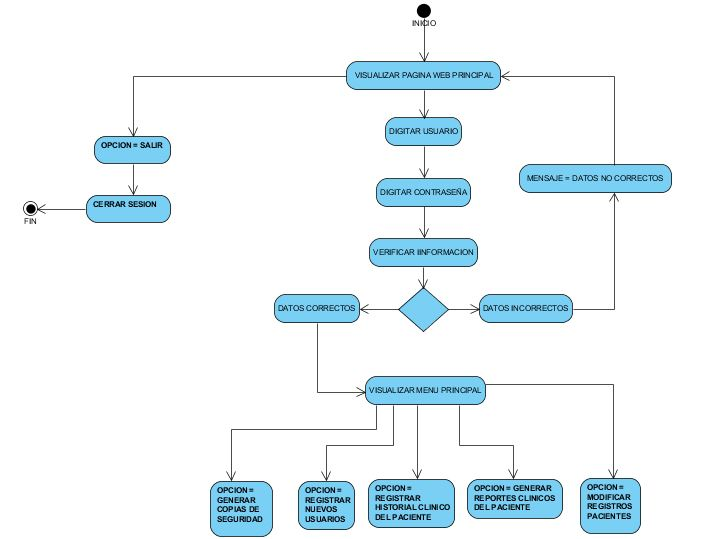 INICIO
VISUALIZAR PAGINA WEB PRINCIPAL
OPCION = SALIR
DIGITAR USUARIO
MENSAJE = DATOS NO CORRECTOS
DIGITAR CONTRASEÑA
CERRAR SESION
FIN
VERIFICAR IINFORMACION
DATOS CORRECTOS
DATOS INCORRECTOS
VISUALIZAR MENU PRINCIPAL
OPCION =
GENERAR
COPIAS DE
SEGURIDAD
OPCION =
REGISTRAR
NUEVOS
USUARIOS
OPCION =
REGISTRAR
HISTORIAL CLINICO
DEL PACIENTE
OPCION = GENERAR
REPORTES CLINICOS
DEL PACIENTE
OPCION =
MODIFICAR
REGISTROS
PACIENTES